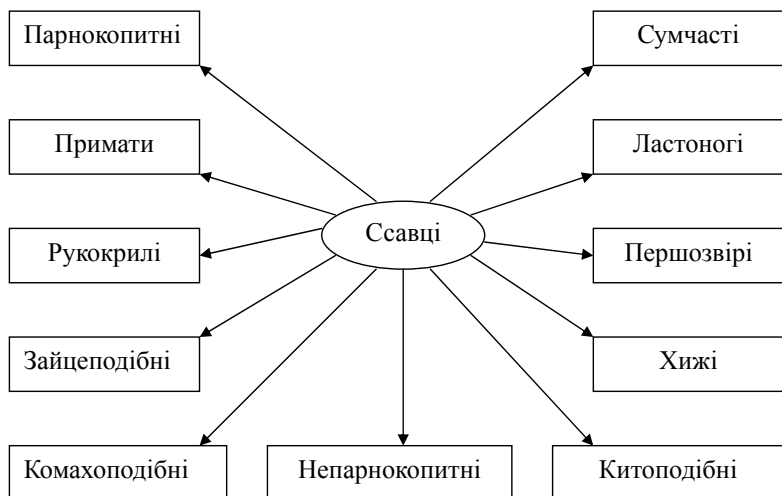 Парнокопитні
Сумчасті
Примати
Ластоногі
Ссавці
Рукокрилі
Першозвірі
Зайцеподібні
Хижі
Комахоподібні
Непарнокопитні
Китоподібні